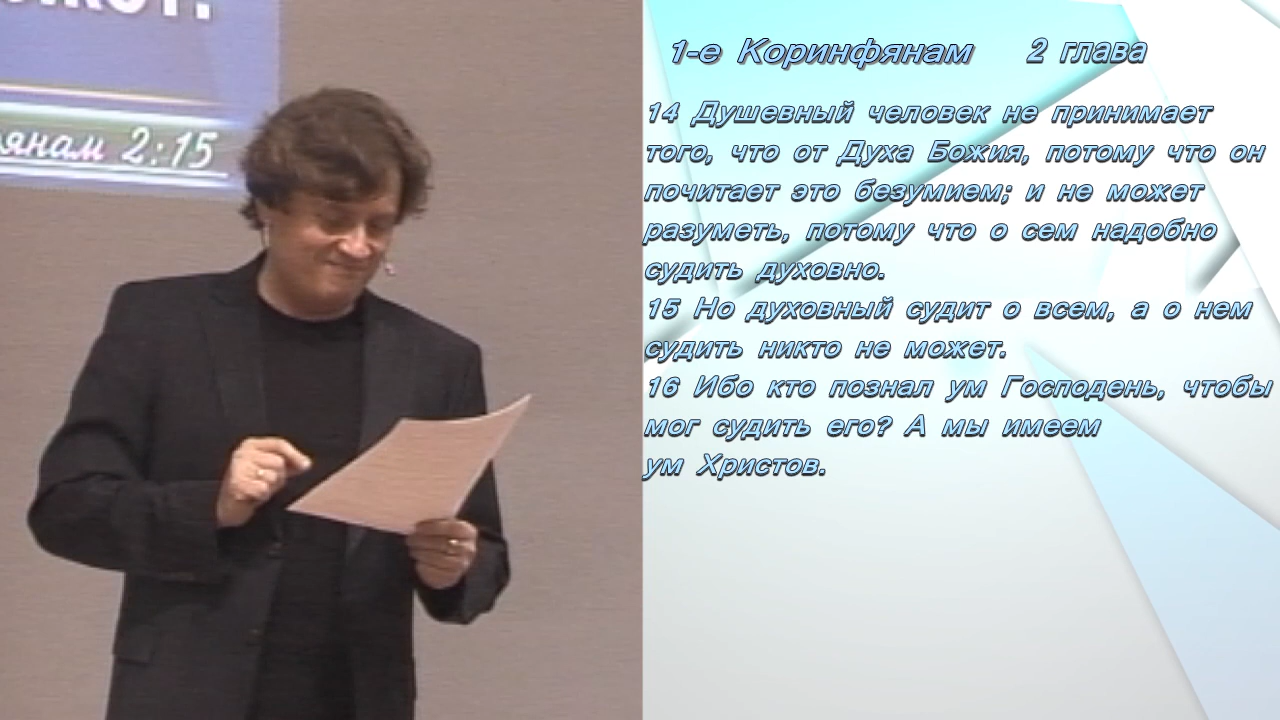 янам 2:15
1-е Коринфянам 2 глава
14 Душевный человек не принимает
того, что от Духа Божия, потому что он
почитает это безумием; и не может
разуметь, потому что о сем надобно
судить духовно.
15 Но духовный судит о всем, а о нем
судить никто не может.
16 Ибо кто познал ум Господень, чтобы
мог судить его? А мы имеем
ум Христов.